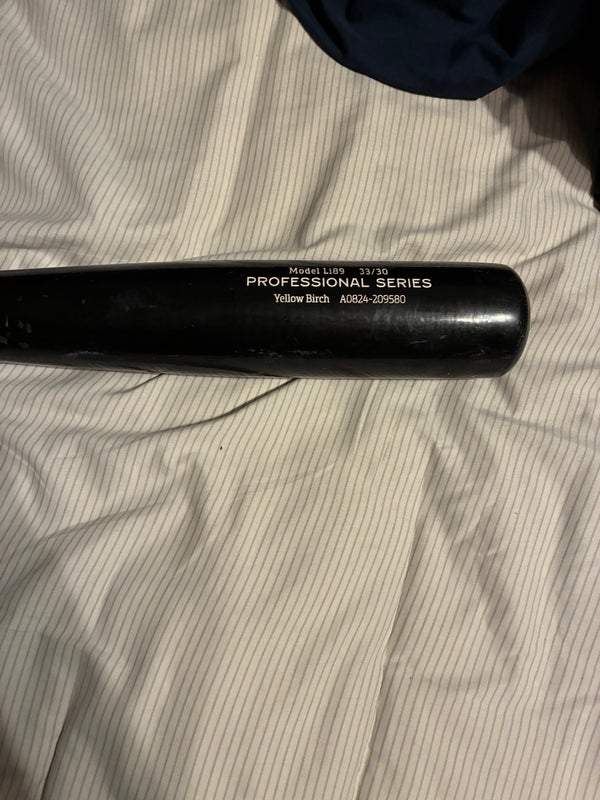 Model Li89 33/30
PROFESSIONAL SERIES
Yellow Birch A0824-209580